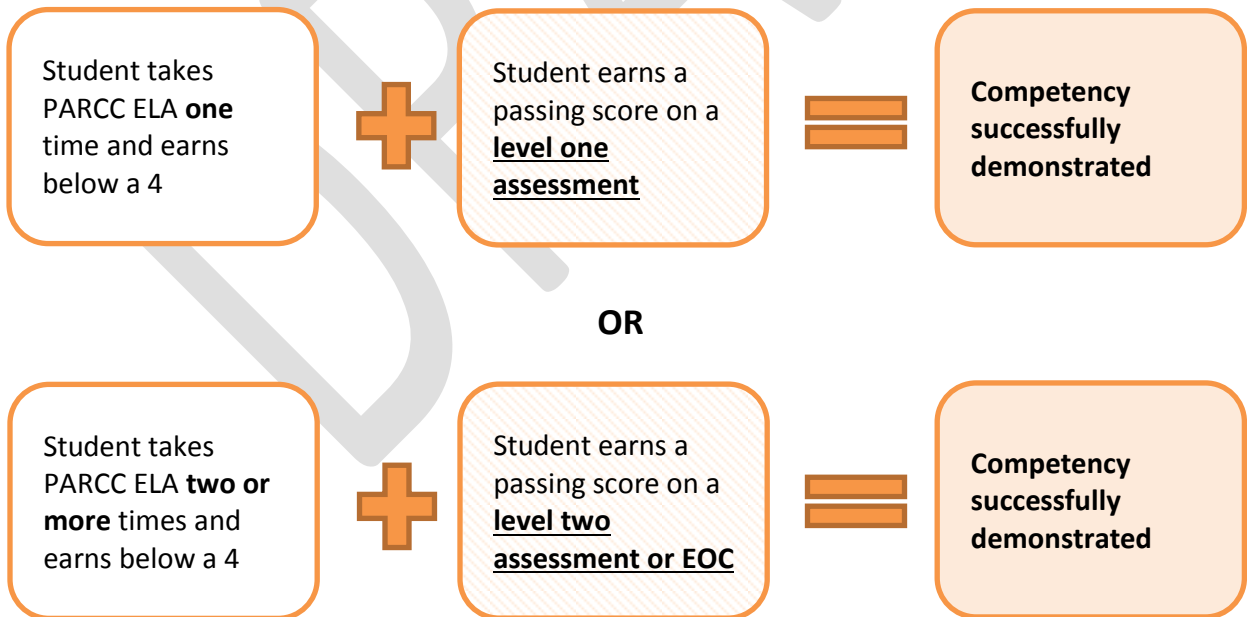 Student takes
PARCC ELA one
time and earns
below a 4
Student earns a
passing score on a
level one
assessment
Competency
successfully
demonstrated
OR
Student takes
PARCC ELA two or
more times and
earns below a 4
Student earns a
passing score on a
level two
assessment or EOC
Competency
successfully
demonstrated